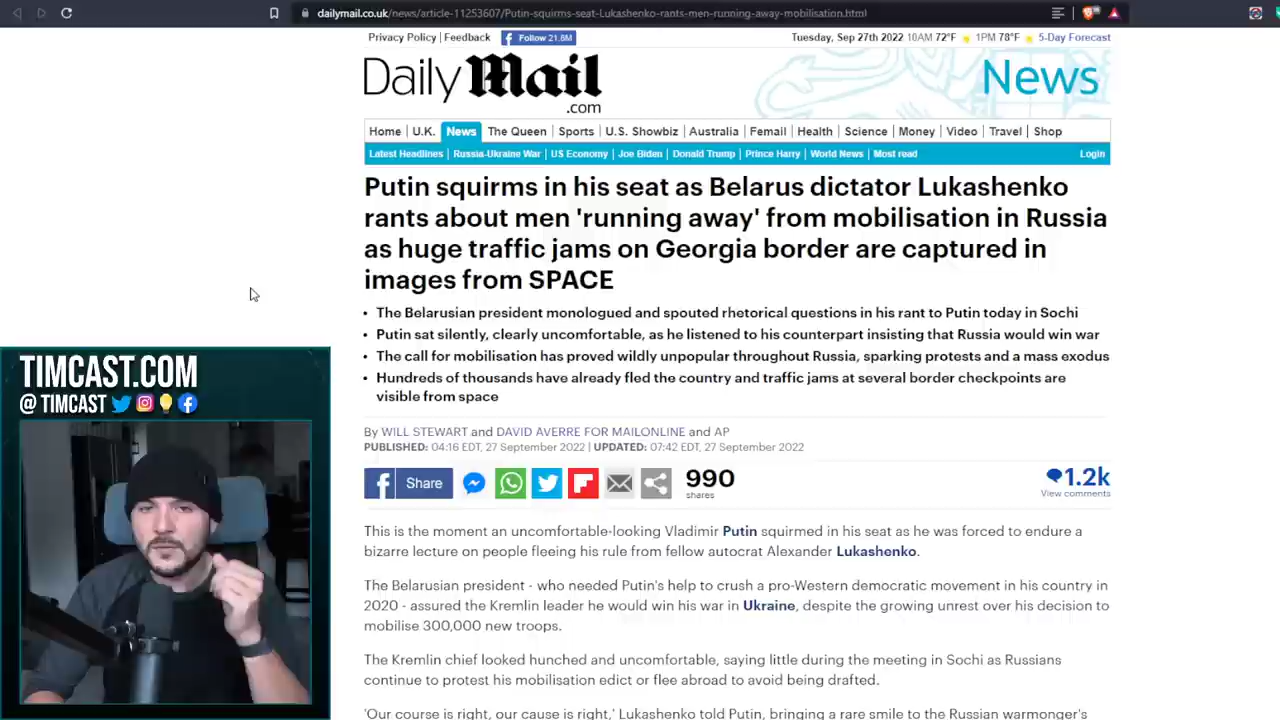 dailymail.co.uk/news/article-11253607/Putin-squirms-seat-Lukashenko-rants-men-running-away-mobilisation.html
Privacy Policy | Feedback
Follow 21.8M
Tuesday, Sep 27th 2022 10AM 72°F 1PM 78°F 5-Day Forecast
Daily Mail
.com
News
Home U.K. News The Queen Sports U.S. Showbiz Australia Femail Health Science Money Video Travel Shop
Latest Headlines Russia-Ukraine War US Economy Joe Biden Donald Trump Prince Harry World News Most read Login
Putin squirms in his seat as Belarus dictator Lukashenko
rants about men 'running away' from mobilisation in Russia
as huge traffic jams on Georgia border are captured in
images from SPACE
• The Belarusian president monologued and spouted rhetorical questions in his rant to Putin today in Sochi
• Putin sat silently, clearly uncomfortable, as he listened to his counterpart insisting that Russia would win war
• The call for mobilisation has proved wildly unpopular throughout Russia, sparking protests and a mass exodus
• Hundreds of thousands have already fled the country and traffic jams at several border checkpoints are
visible from space
By WILL STEWART and DAVID AVERRE FOR MAILONLINE and AP
PUBLISHED: 04:16 EDT, 27 September 2022 | UPDATED: 07:42 EDT, 27 September 2022
Share
990
shares
1.2k
View comments
This is the moment an uncomfortable-looking Vladimir Putin squirmed in his seat as he was forced to endure a
bizarre lecture on people fleeing his rule from fellow autocrat Alexander Lukashenko.
The Belarusian president - who needed Putin's help to crush a pro-Western democratic movement in his country in
2020 - assured the Kremlin leader he would win his war in Ukraine, despite the growing unrest over his decision to
mobilise 300,000 new troops.
The Kremlin chief looked hunched and uncomfortable, saying little during the meeting in Sochi as Russians
continue to protest his mobilisation edict or flee abroad to avoid being drafted.
'Our course is right, our cause is right,' Lukashenko told Putin, bringing a rare smile to the Russian warmonger's
TIMCAST.COM
@ TIMCAST